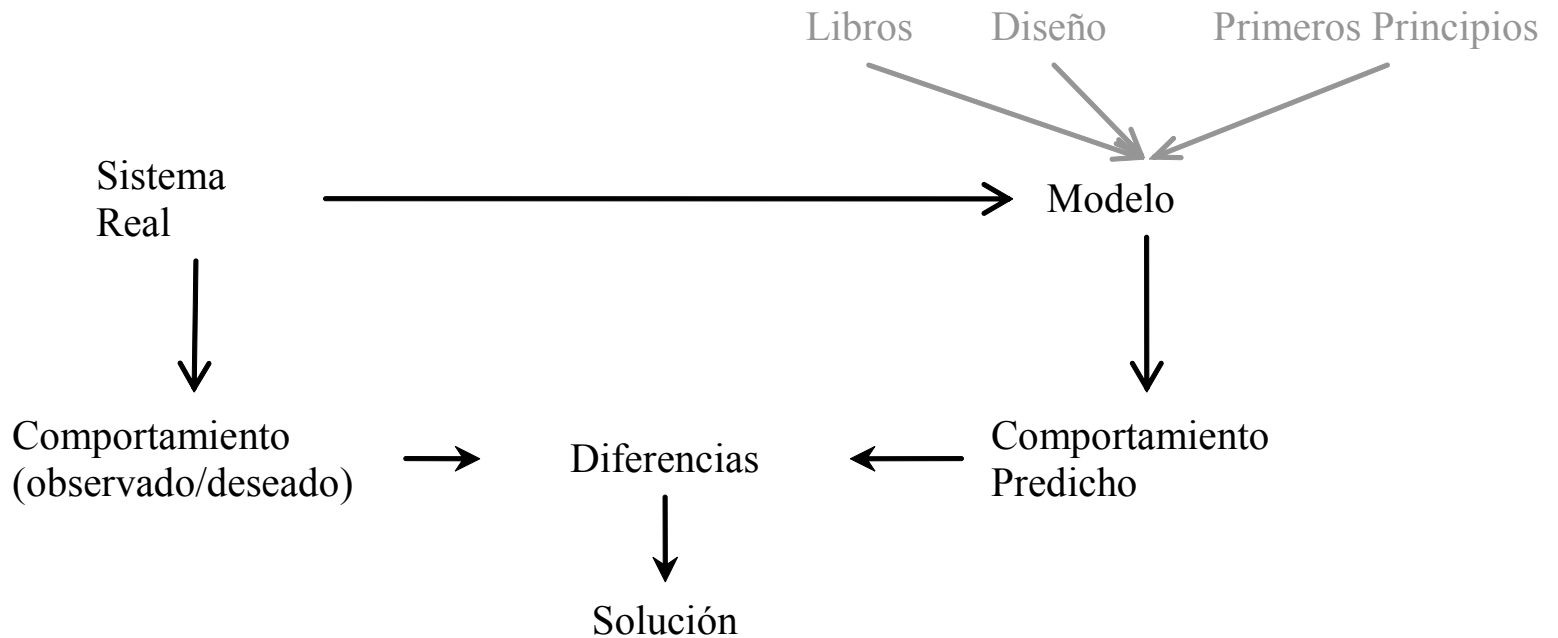 Libros Diseño Primeros Principios
Sistema
Real
Modelo
Comportamiento
(observado/deseado)
Diferencias
Comportamiento
Predicho
Solución